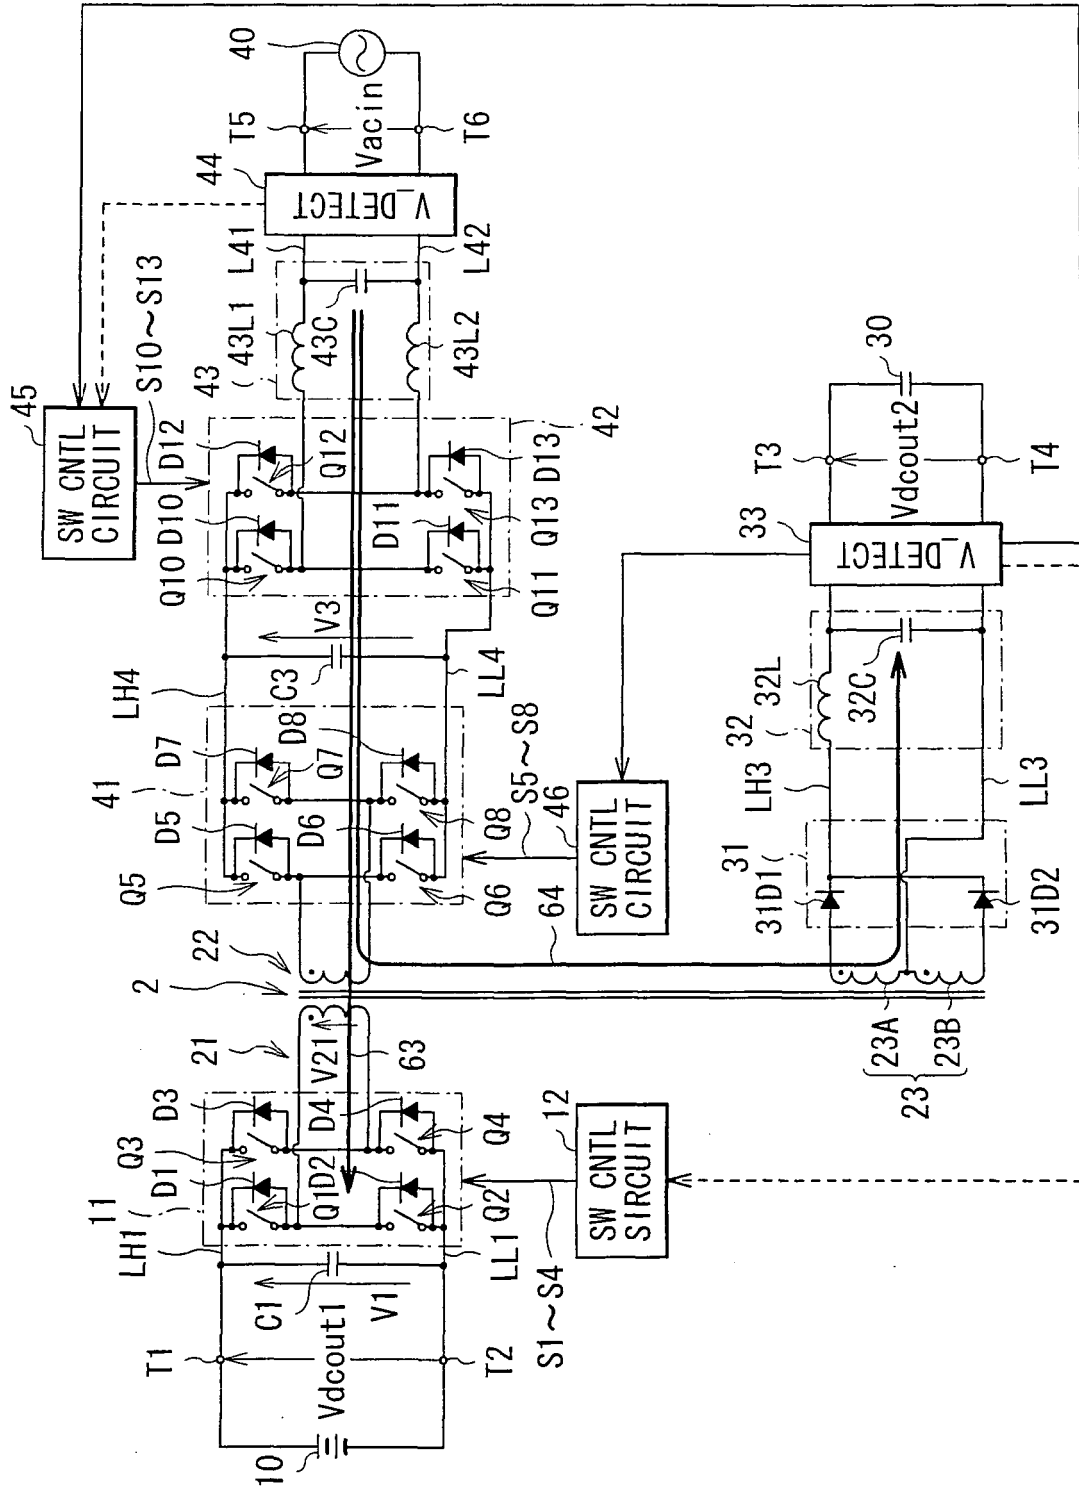 10
T1
T2
Vdcout1
C1
V1
LH1
LL1
11
Q1
D1
Q3
D3
D2
Q2
D4
Q4
S1~S4
12
SW CNTL
SIRCUIT
21
V21
63
2
22
23A
23B
23
64
41
Q5
D5
D7
Q7
D6
Q6
D8
Q8
S5~S8
46
SW CNTL
CIRCUIT
LH4
LL4
C3
V3
Q10
D10
D12
Q12
D11
Q11
D13
Q13
42
45
SW CNTL
CIRCUIT
S10~S13
43
43L1
43C
43L2
L41
L42
44
V_DETECT
T5
T6
Vacin
40
31
31D1
31D2
LH3
LL3
32
32L
32C
33
V_DETECT
T3
T4
Vdcout2
30